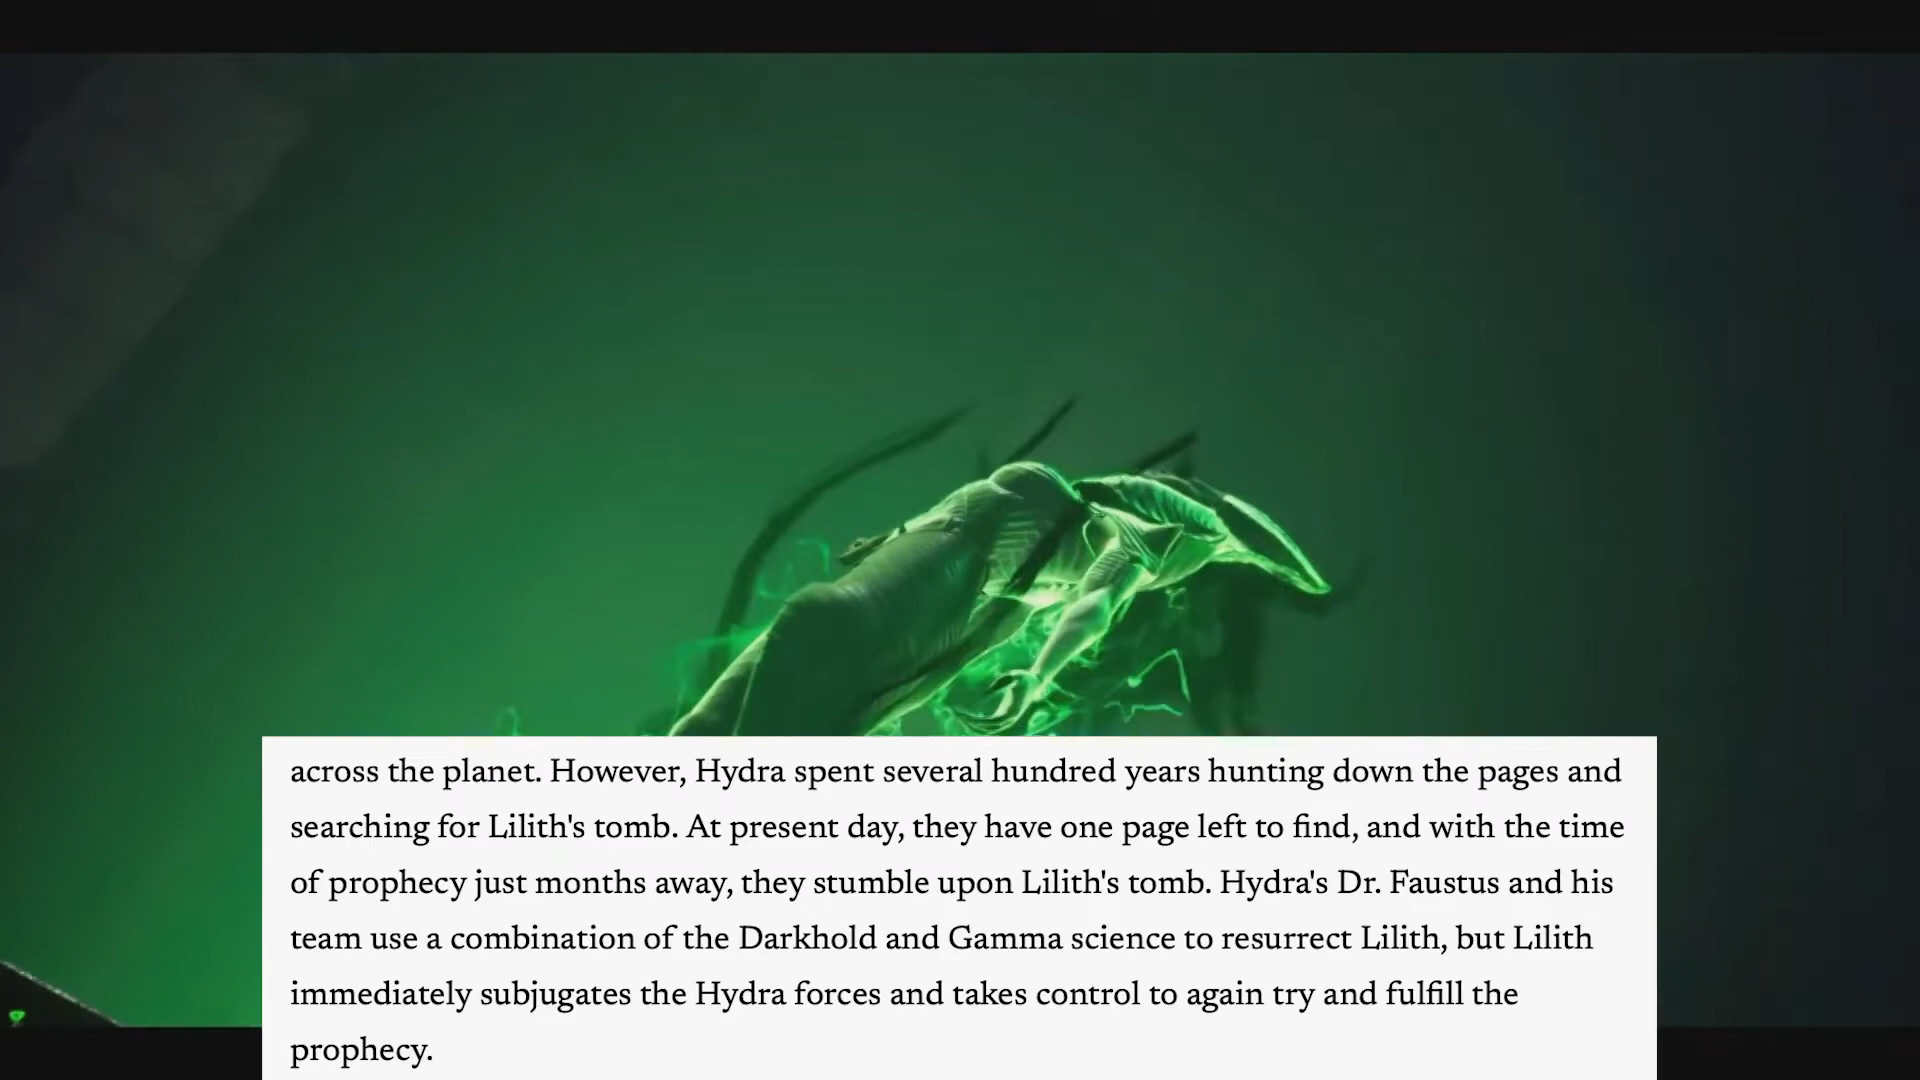 across the planet. However, Hydra spent several hundred years hunting down the pages and
searching for Lilith's tomb. At present day, they have one page left to find, and with the time
of prophecy just months away, they stumble upon Lilith's tomb. Hydra's Dr. Faustus and his
team use a combination of the Darkhold and Gamma science to resurrect Lilith, but Lilith
immediately subjugates the Hydra forces and takes control to again try and fulfill the
prophecy.